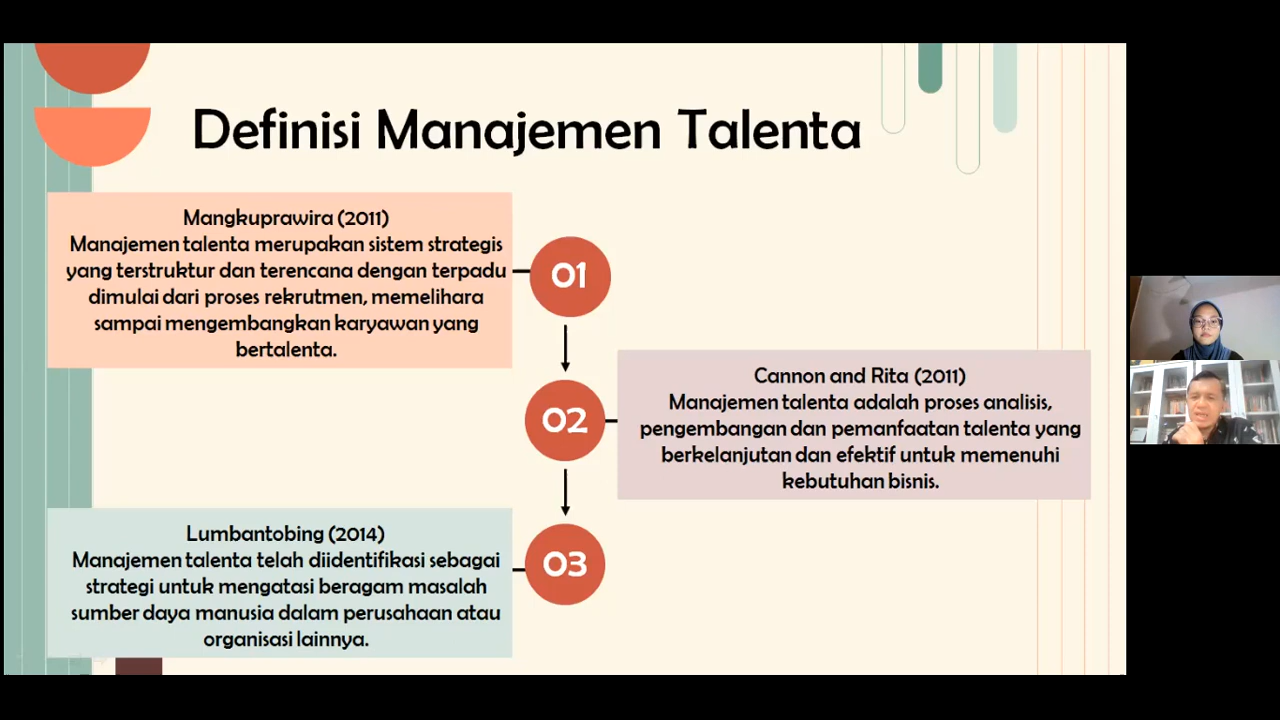 Definisi Manajemen Talenta
Mangkuprawira (2011)
Manajemen talenta merupakan sistem strategis
yang terstruktur dan terencana dengan terpadu
dimulai dari proses rekrutmen, memelihara
sampai mengembangkan karyawan yang
bertalenta.
01
02
Cannon and Rita (2011)
Manajemen talenta adalah proses analisis,
pengembangan dan pemanfaatan talenta yang
berkelanjutan dan efektif untuk memenuhi
kebutuhan bisnis.
Lumbantobing (2014)
Manajemen talenta telah diidentifikasi sebagai
strategi untuk mengatasi beragam masalah
sumber daya manusia dalam perusahaan atau
organisasi lainnya.
03